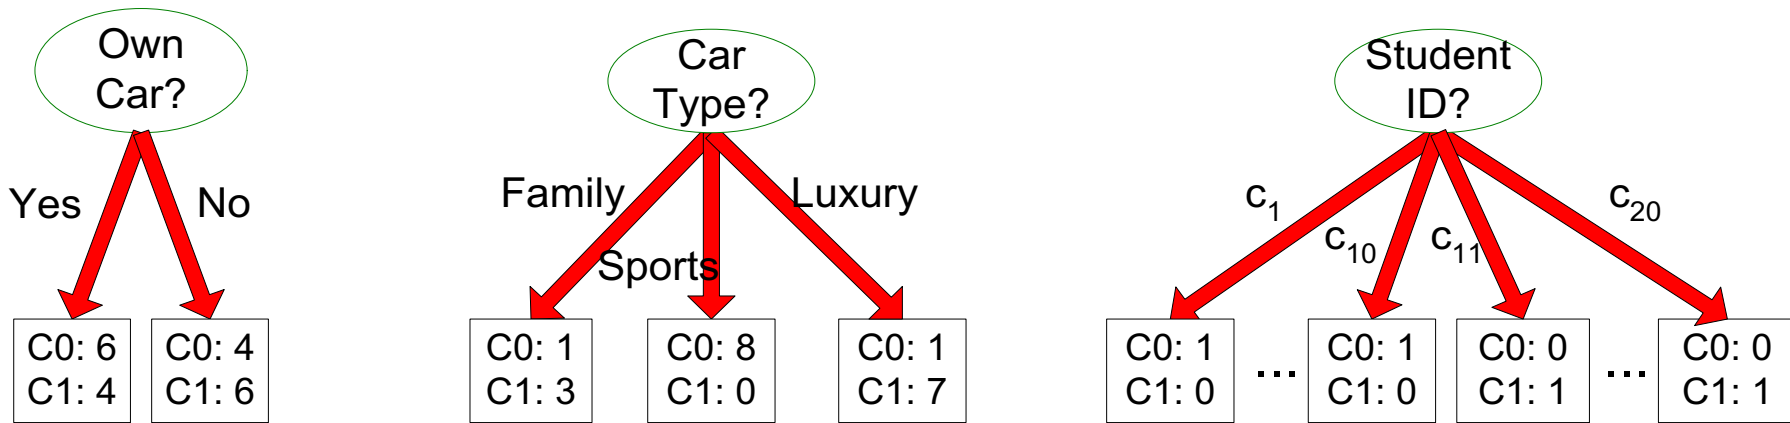 Own
Car?
Yes
No
C0: 6
C1: 4
C0: 4
C1: 6
Car
Type?
Family
Sports
Luxury
C0: 1
C1: 3
C0: 8
C1: 0
C0: 1
C1: 7
Student
ID?
c₁
c₁₀
c₁₁
c₂₀
C0: 1
C1: 0
...
C0: 1
C1: 0
C0: 0
C1: 1
...
C0: 0
C1: 1